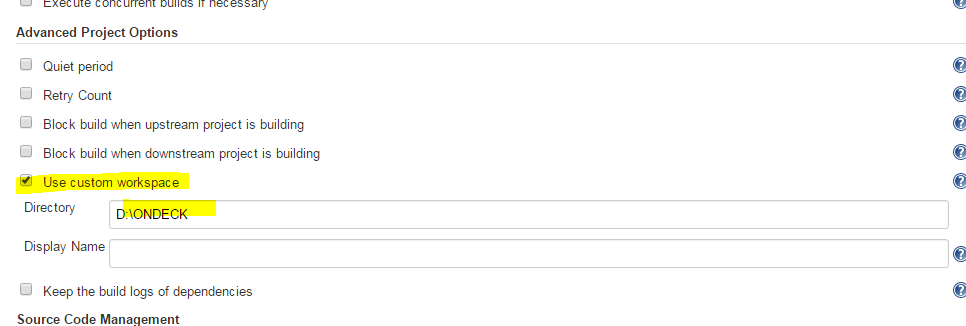 Execute concurrent builds if necessary
Advanced Project Options
Quiet period
Retry Count
Block build when upstream project is building
Block build when downstream project is building
Use custom workspace
Directory D:\ONDECK
Display Name
Keep the build logs of dependencies
Source Code Management